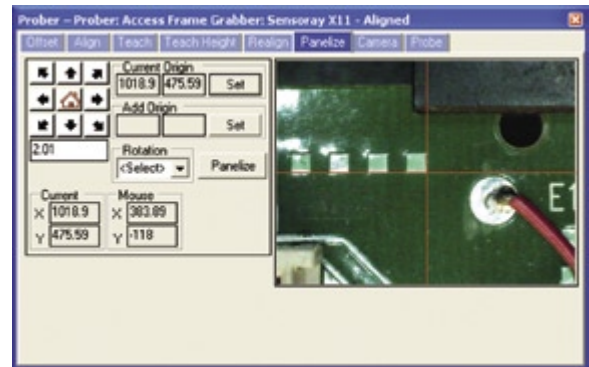 Prober – Prober: Access Frame Grabber: Sensoray X11 - Aligned
Offset Align Teach Teach Height Realign Panelize Camera Probe
Current Origin
1018.9 475.59 Set
Add Origin
Set
2.01
Rotation
<Select> Panelize
Current Mouse
X 1018.9 X 383.89
Y 475.59 Y -118
E1